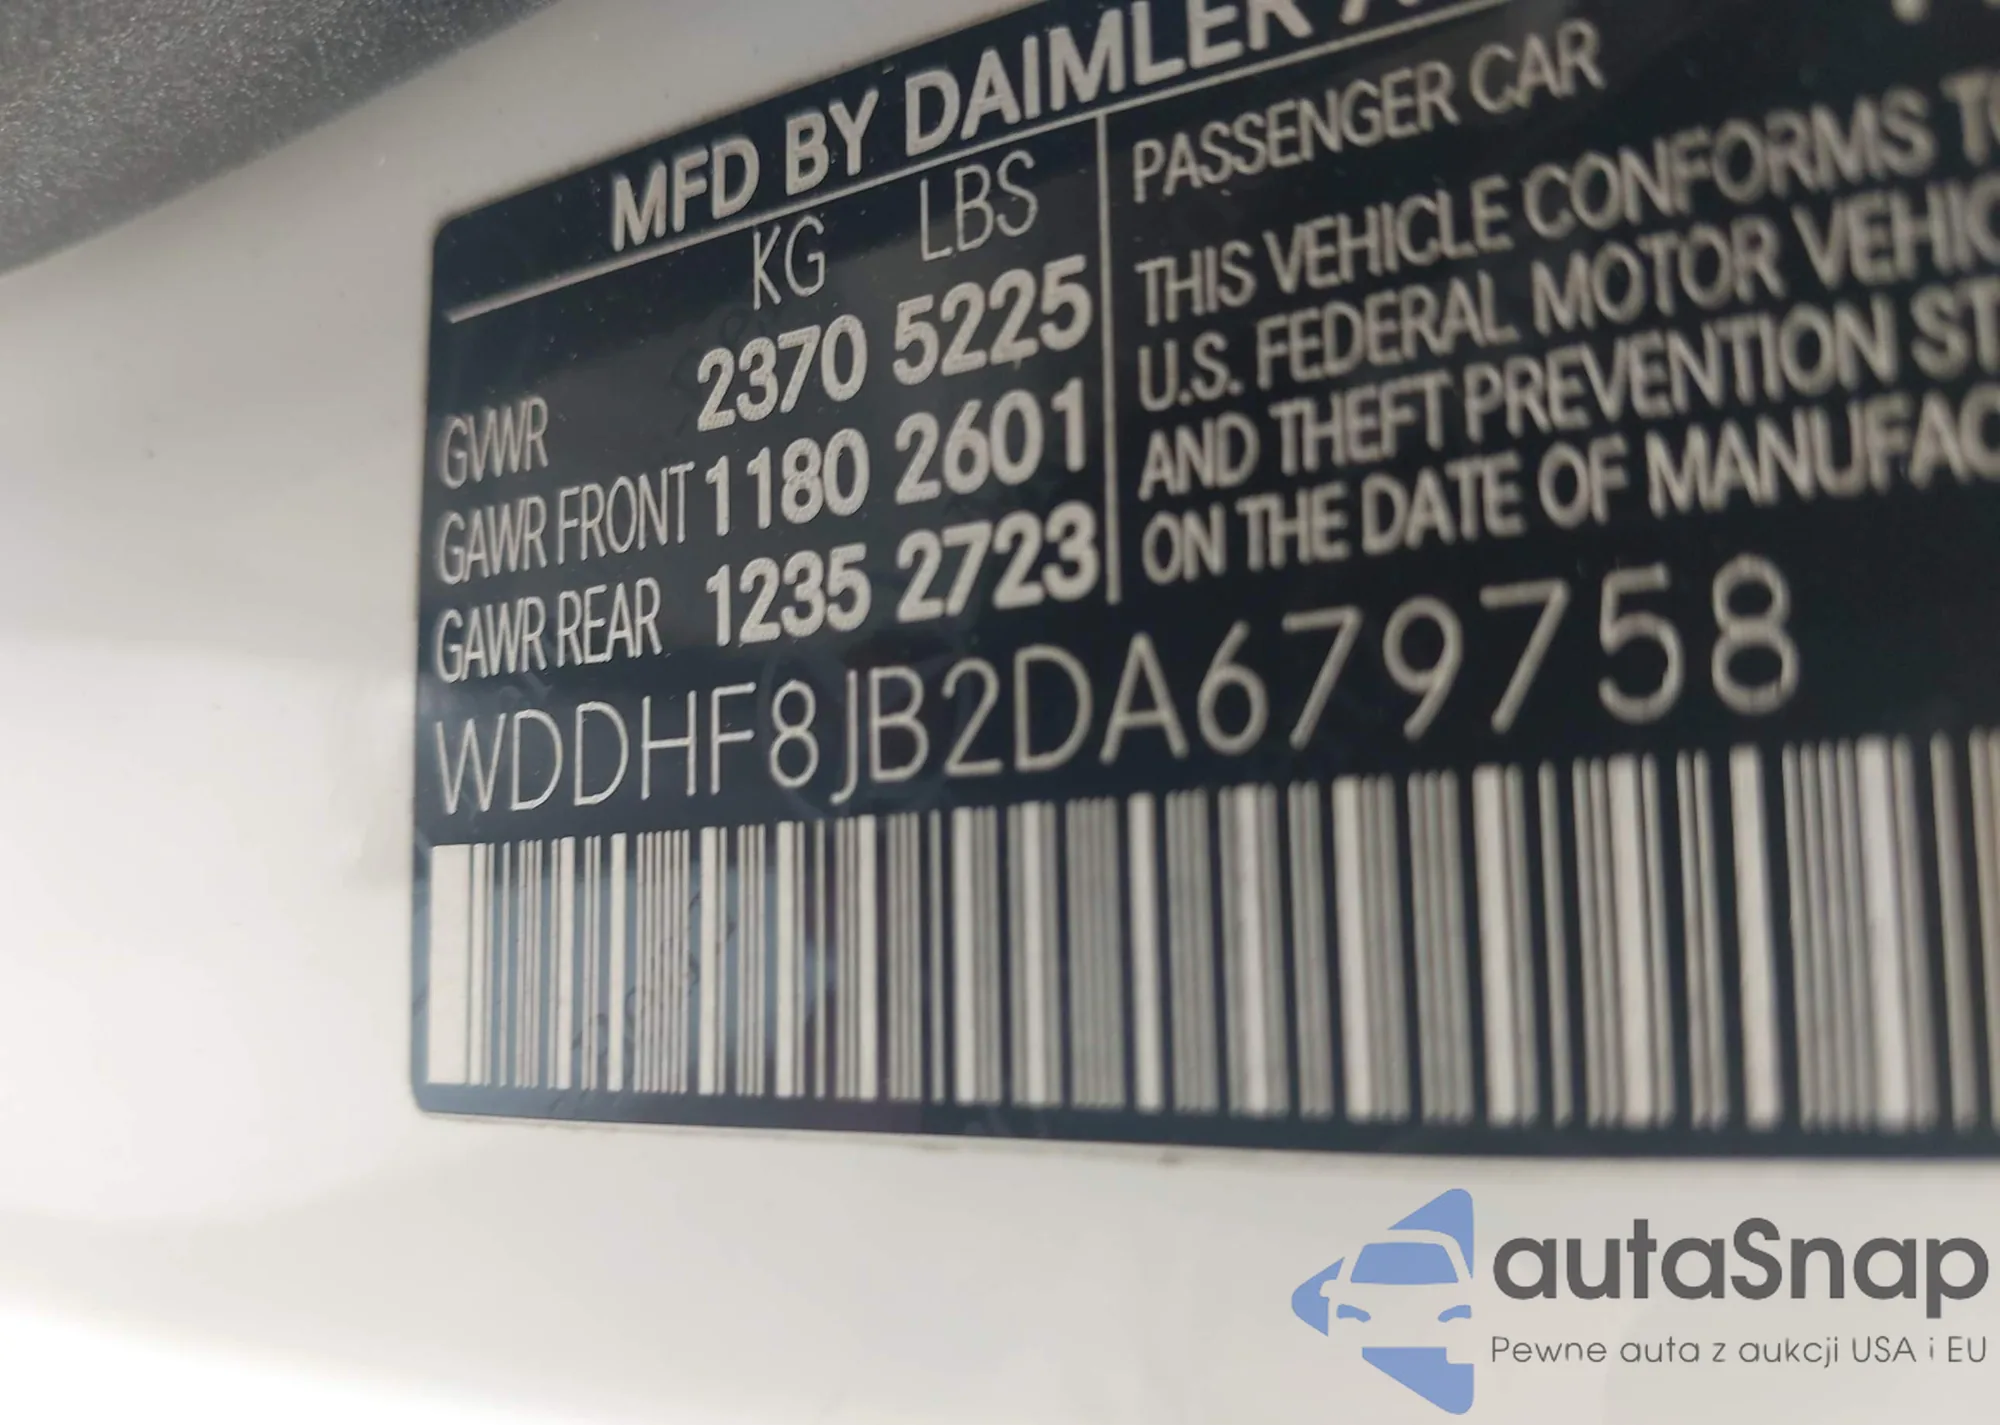 MFD BY DAIMLER
KG LBS
GVWR 2370 5225
GAWR FRONT 1180 2601
GAWR REAR 1235 2723
PASSENGER CAR
THIS VEHICLE CONFORMS TO
U.S. FEDERAL MOTOR
AND THEFT PREVENTION
ON THE DATE OF
WDDHF8JB2DA679758
autaSnap
Pewne auta z aukcji USA i EU